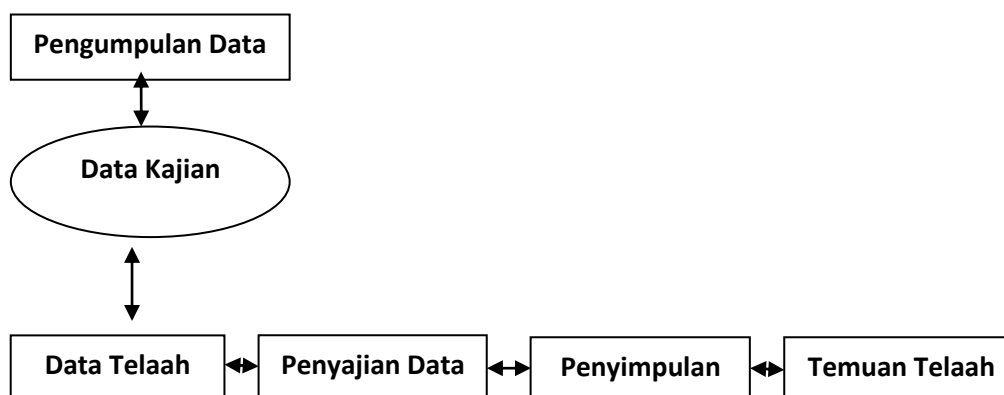 Pengumpulan Data
Data Kajian
Data Telaah
Penyajian Data
Penyimpulan
Temuan Telaah